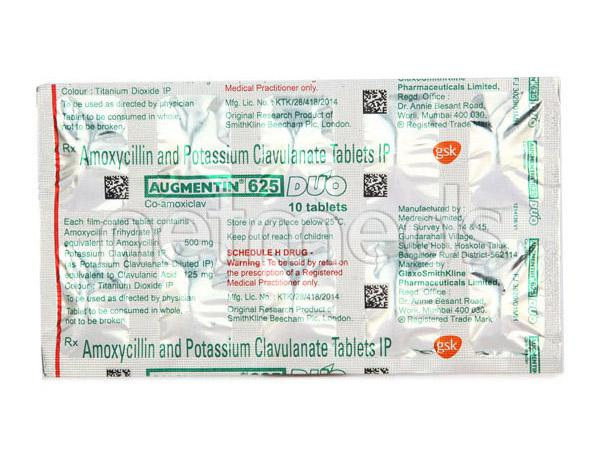 Colour : Titanium Dioxide IP
To be used as directed by physician
Tablet to be consumed in whole,
not to be broken.
Medical Practitioner only.
Mfg. Lic. No. : KTK/28/418/2014
Original Research Product of
SmithKline Beecham Plc, London.
GlaxoSmithKline
Pharmaceuticals Limited,
Regd. Office :
Dr. Annie Besant Road,
Worli, Mumbai 400 030.
® Registered Trade Mark
Rx Amoxycillin and Potassium Clavulanate Tablets IP
gsk
AUGMENTIN® 625 DUO
Co-amoxiclav
10 tablets
Each film-coated tablet contains
Amoxycillin Trihydrate IP
equivalent to Amoxycillin 500 mg
Potassium Clavulanate IP
(as Potassium Clavulanate Diluted IP)
equivalent to Clavulanic Acid 125 mg
Colour : Titanium Dioxide IP
To be used as directed by physician
Tablet to be consumed in whole,
not to be broken
Store in a dry place below 25°C
Keep out of reach of children
SCHEDULE H DRUG -
Warning : To be sold by retail on
the prescription of a Registered
Medical Practitioner only.
Mfg. Lic. No. : KTK/28/418/2014
Original Research Product of
SmithKline Beecham Plc, London.
Manufactured by :
Medreich Limited,
At : Survey No. 14 & 15,
Gundarahalli Village,
Sulibele Hobli, Hoskote Taluk,
Bangalore Rural District-562114
GlaxoSmithKline
Pharmaceuticals Limited,
Regd. Office :
Dr. Annie Besant Road,
Worli, Mumbai 400 030.
® Registered Trade Mark
Rx Amoxycillin and Potassium Clavulanate Tablets IP
gsk
DUO
netmeds